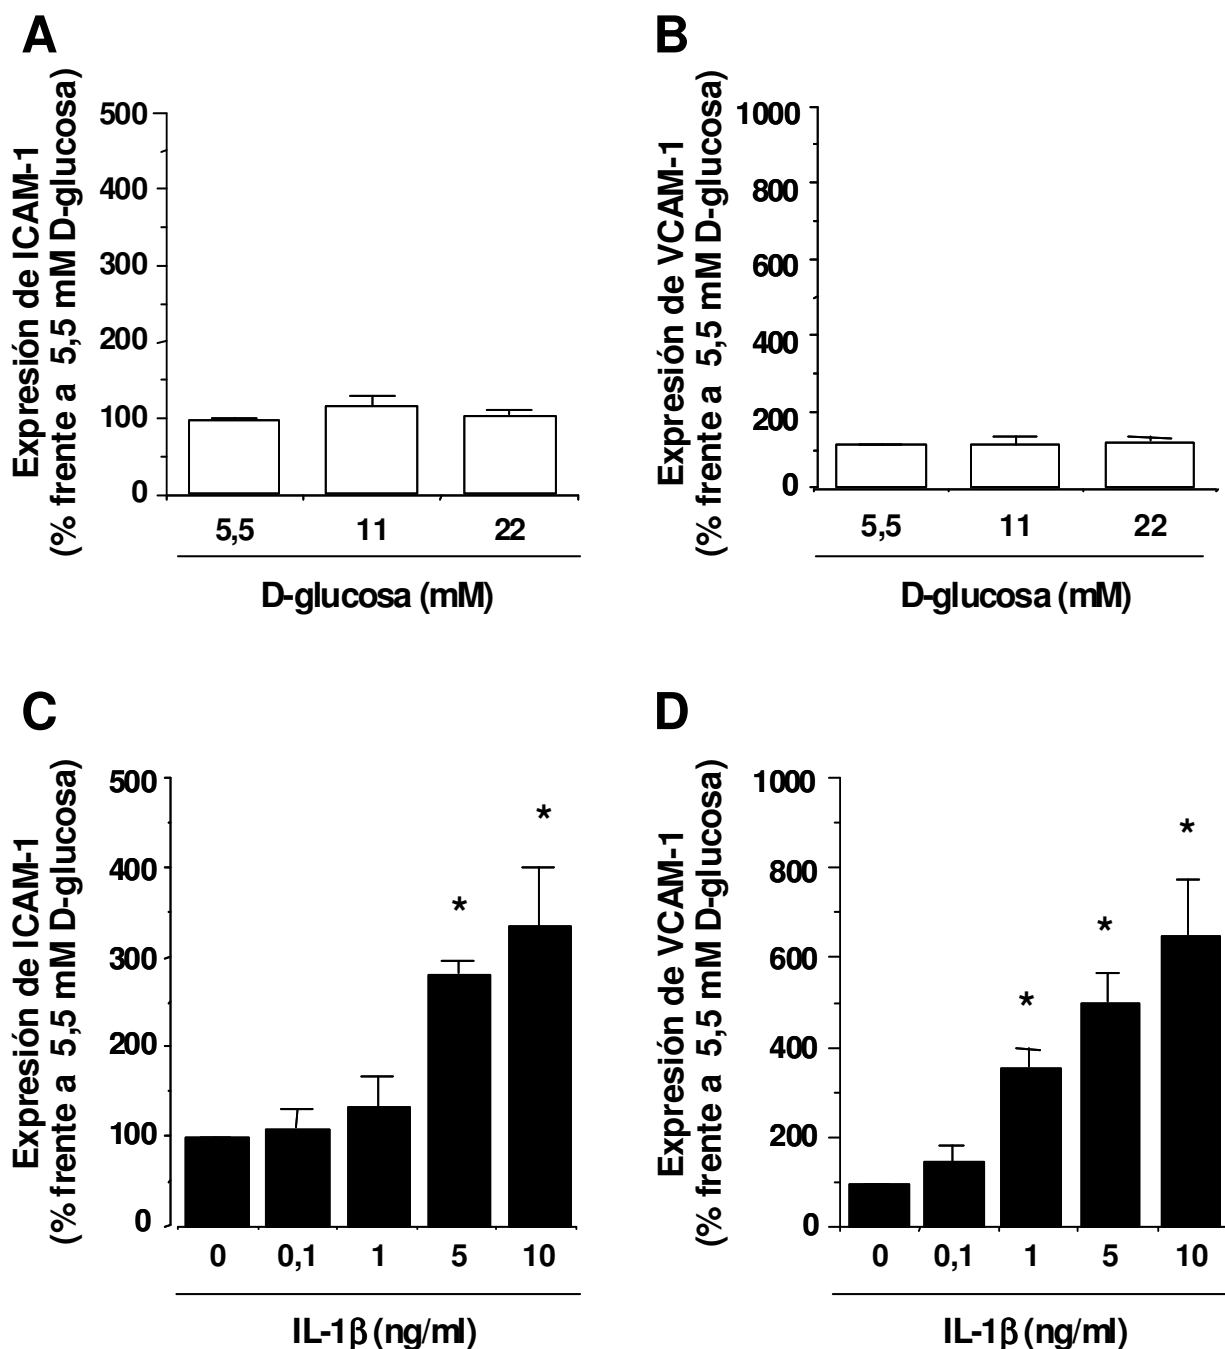 A
Expresión de ICAM-1
(% frente a 5,5 mM D-glucosa)
500
400
300
200
100
0
5,5 11 22
D-glucosa (mM)
B
Expresión de VCAM-1
(% frente a 5,5 mM D-glucosa)
1000
800
600
400
200
0
5,5 11 22
D-glucosa (mM)
C
Expresión de ICAM-1
(% frente a 5,5 mM D-glucosa)
500
400
300
200
100
0
* *
0 0,1 1 5 10
IL-1β (ng/ml)
D
Expresión de VCAM-1
(% frente a 5,5 mM D-glucosa)
1000
800
600
400
200
0
* * *
0 0,1 1 5 10
IL-1β (ng/ml)